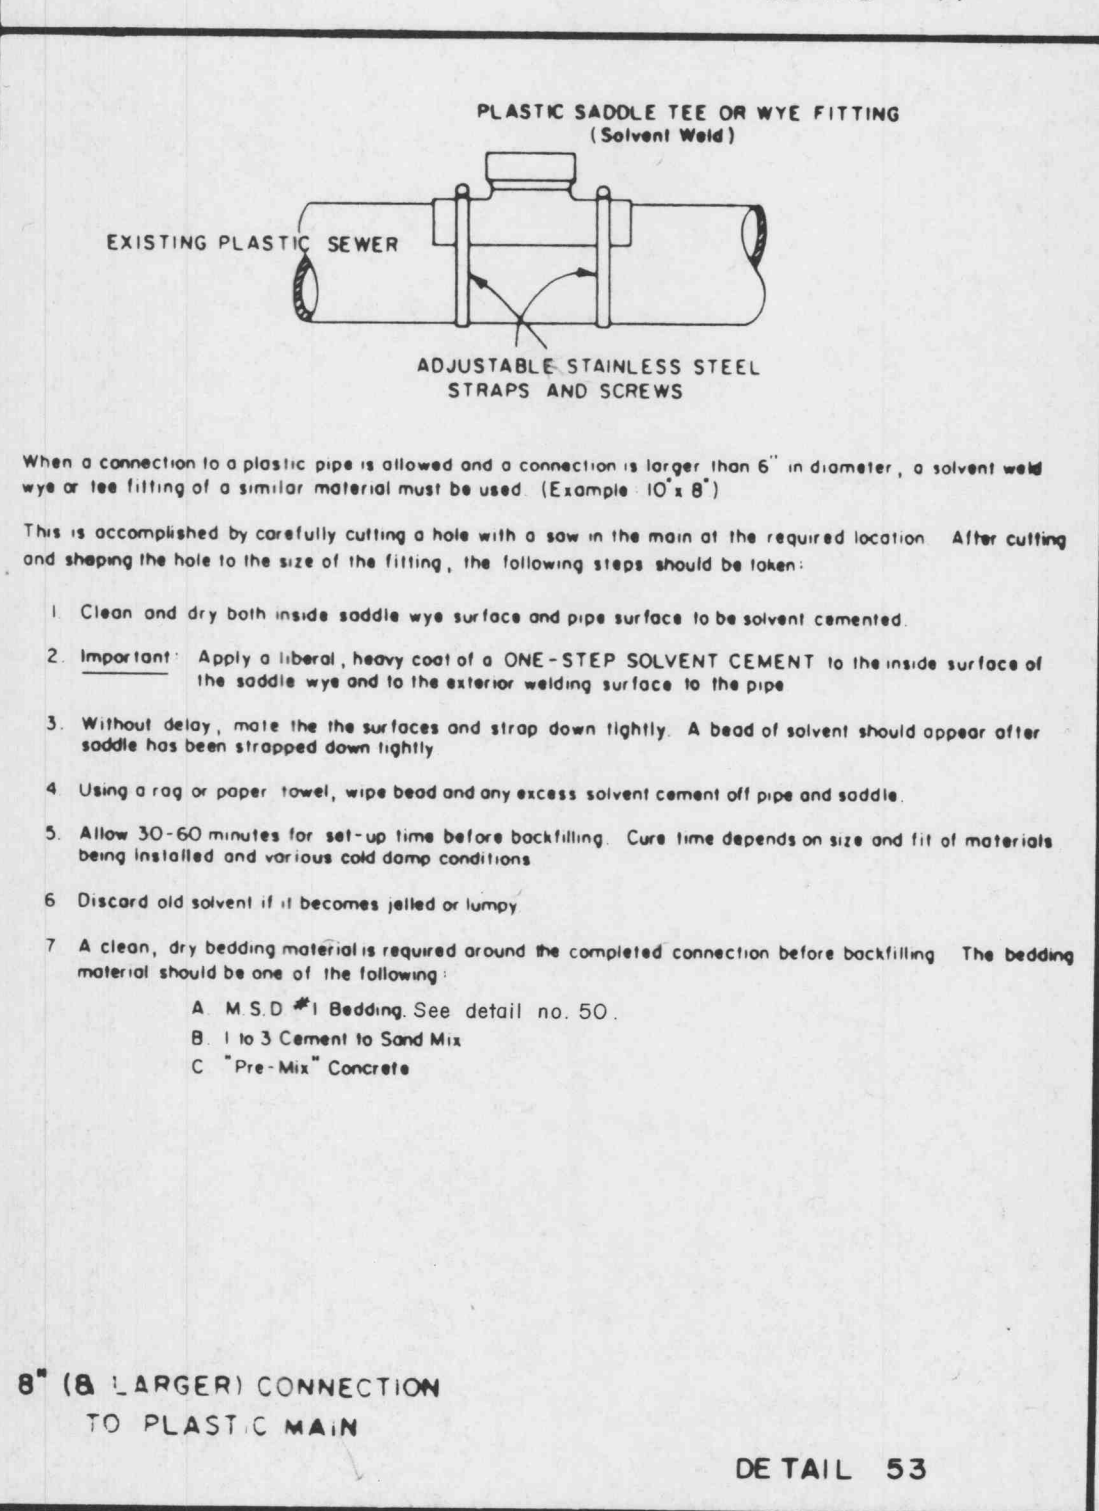 PLASTIC SADDLE TEE OR WYE FITTING
(Solvent Weld)
EXISTING PLASTIC SEWER
ADJUSTABLE STAINLESS STEEL
STRAPS AND SCREWS
When a connection to a plastic pipe is allowed and a connection is larger than 6" in diameter, a solvent weld
wye or tee fitting of a similar material must be used. (Example : 10" x 8")
This is accomplished by carefully cutting a hole with a saw in the main at the required location After cutting
and shaping the hole to the size of the fitting, the following steps should be taken:
1. Clean and dry both inside saddle wye surface and pipe surface to be solvent cemented.
2. Important: Apply a liberal, heavy coat of a ONE-STEP SOLVENT CEMENT to the inside surface of
the saddle wye and to the exterior welding surface to the pipe
3. Without delay, mate the the surfaces and strap down tightly. A bead of solvent should appear after
saddle has been strapped down tightly
4 Using a rag or paper towel, wipe bead and any excess solvent cement off pipe and saddle.
5. Allow 30-60 minutes for set-up time before backfilling. Cure time depends on size and fit of materials
being installed and various cold damp conditions
6 Discard old solvent if it becomes jelled or lumpy
7 A clean, dry bedding material is required around the completed connection before backfilling The bedding
material should be one of the following:
A. M.S.D #1 Bedding. See detail no. 50.
B. 1 to 3 Cement to Sand Mix
C "Pre-Mix" Concrete
8" (& LARGER) CONNECTION
TO PLASTIC MAIN
DETAIL 53